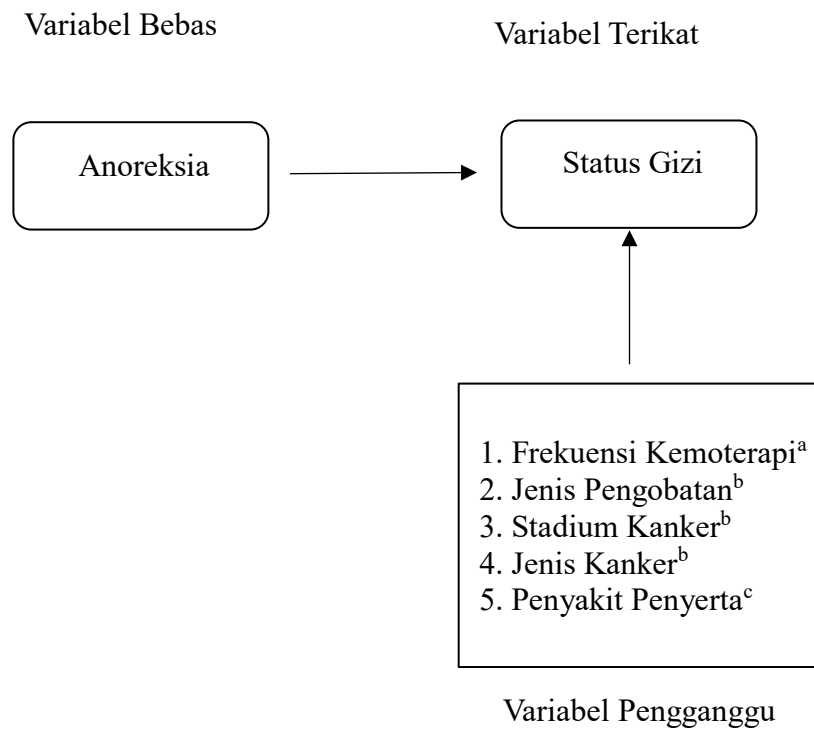 Variabel Bebas
Variabel Terikat
Anoreksia
Status Gizi
1. Frekuensi Kemoterapiᵃ
2. Jenis Pengobatanᵇ
3. Stadium Kankerᵇ
4. Jenis Kankerᵇ
5. Penyakit Penyertaᶜ
Variabel Pengganggu